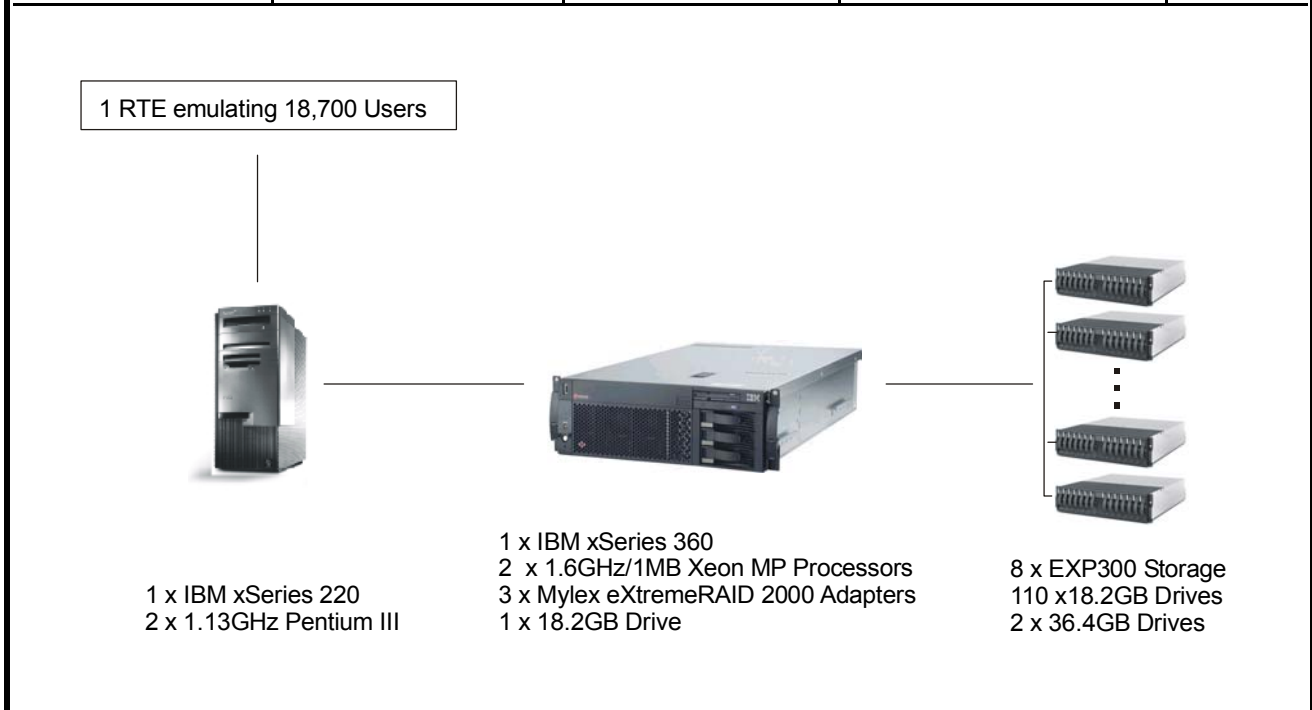 1 RTE emulating 18,700 Users
IBM
1 x IBM xSeries 220
2 x 1.13GHz Pentium III
1 x IBM xSeries 360
2 x 1.6GHz/1MB Xeon MP Processors
3 x Mylex eXtremeRAID 2000 Adapters
1 x 18.2GB Drive
8 x EXP300 Storage
110 x18.2GB Drives
2 x 36.4GB Drives